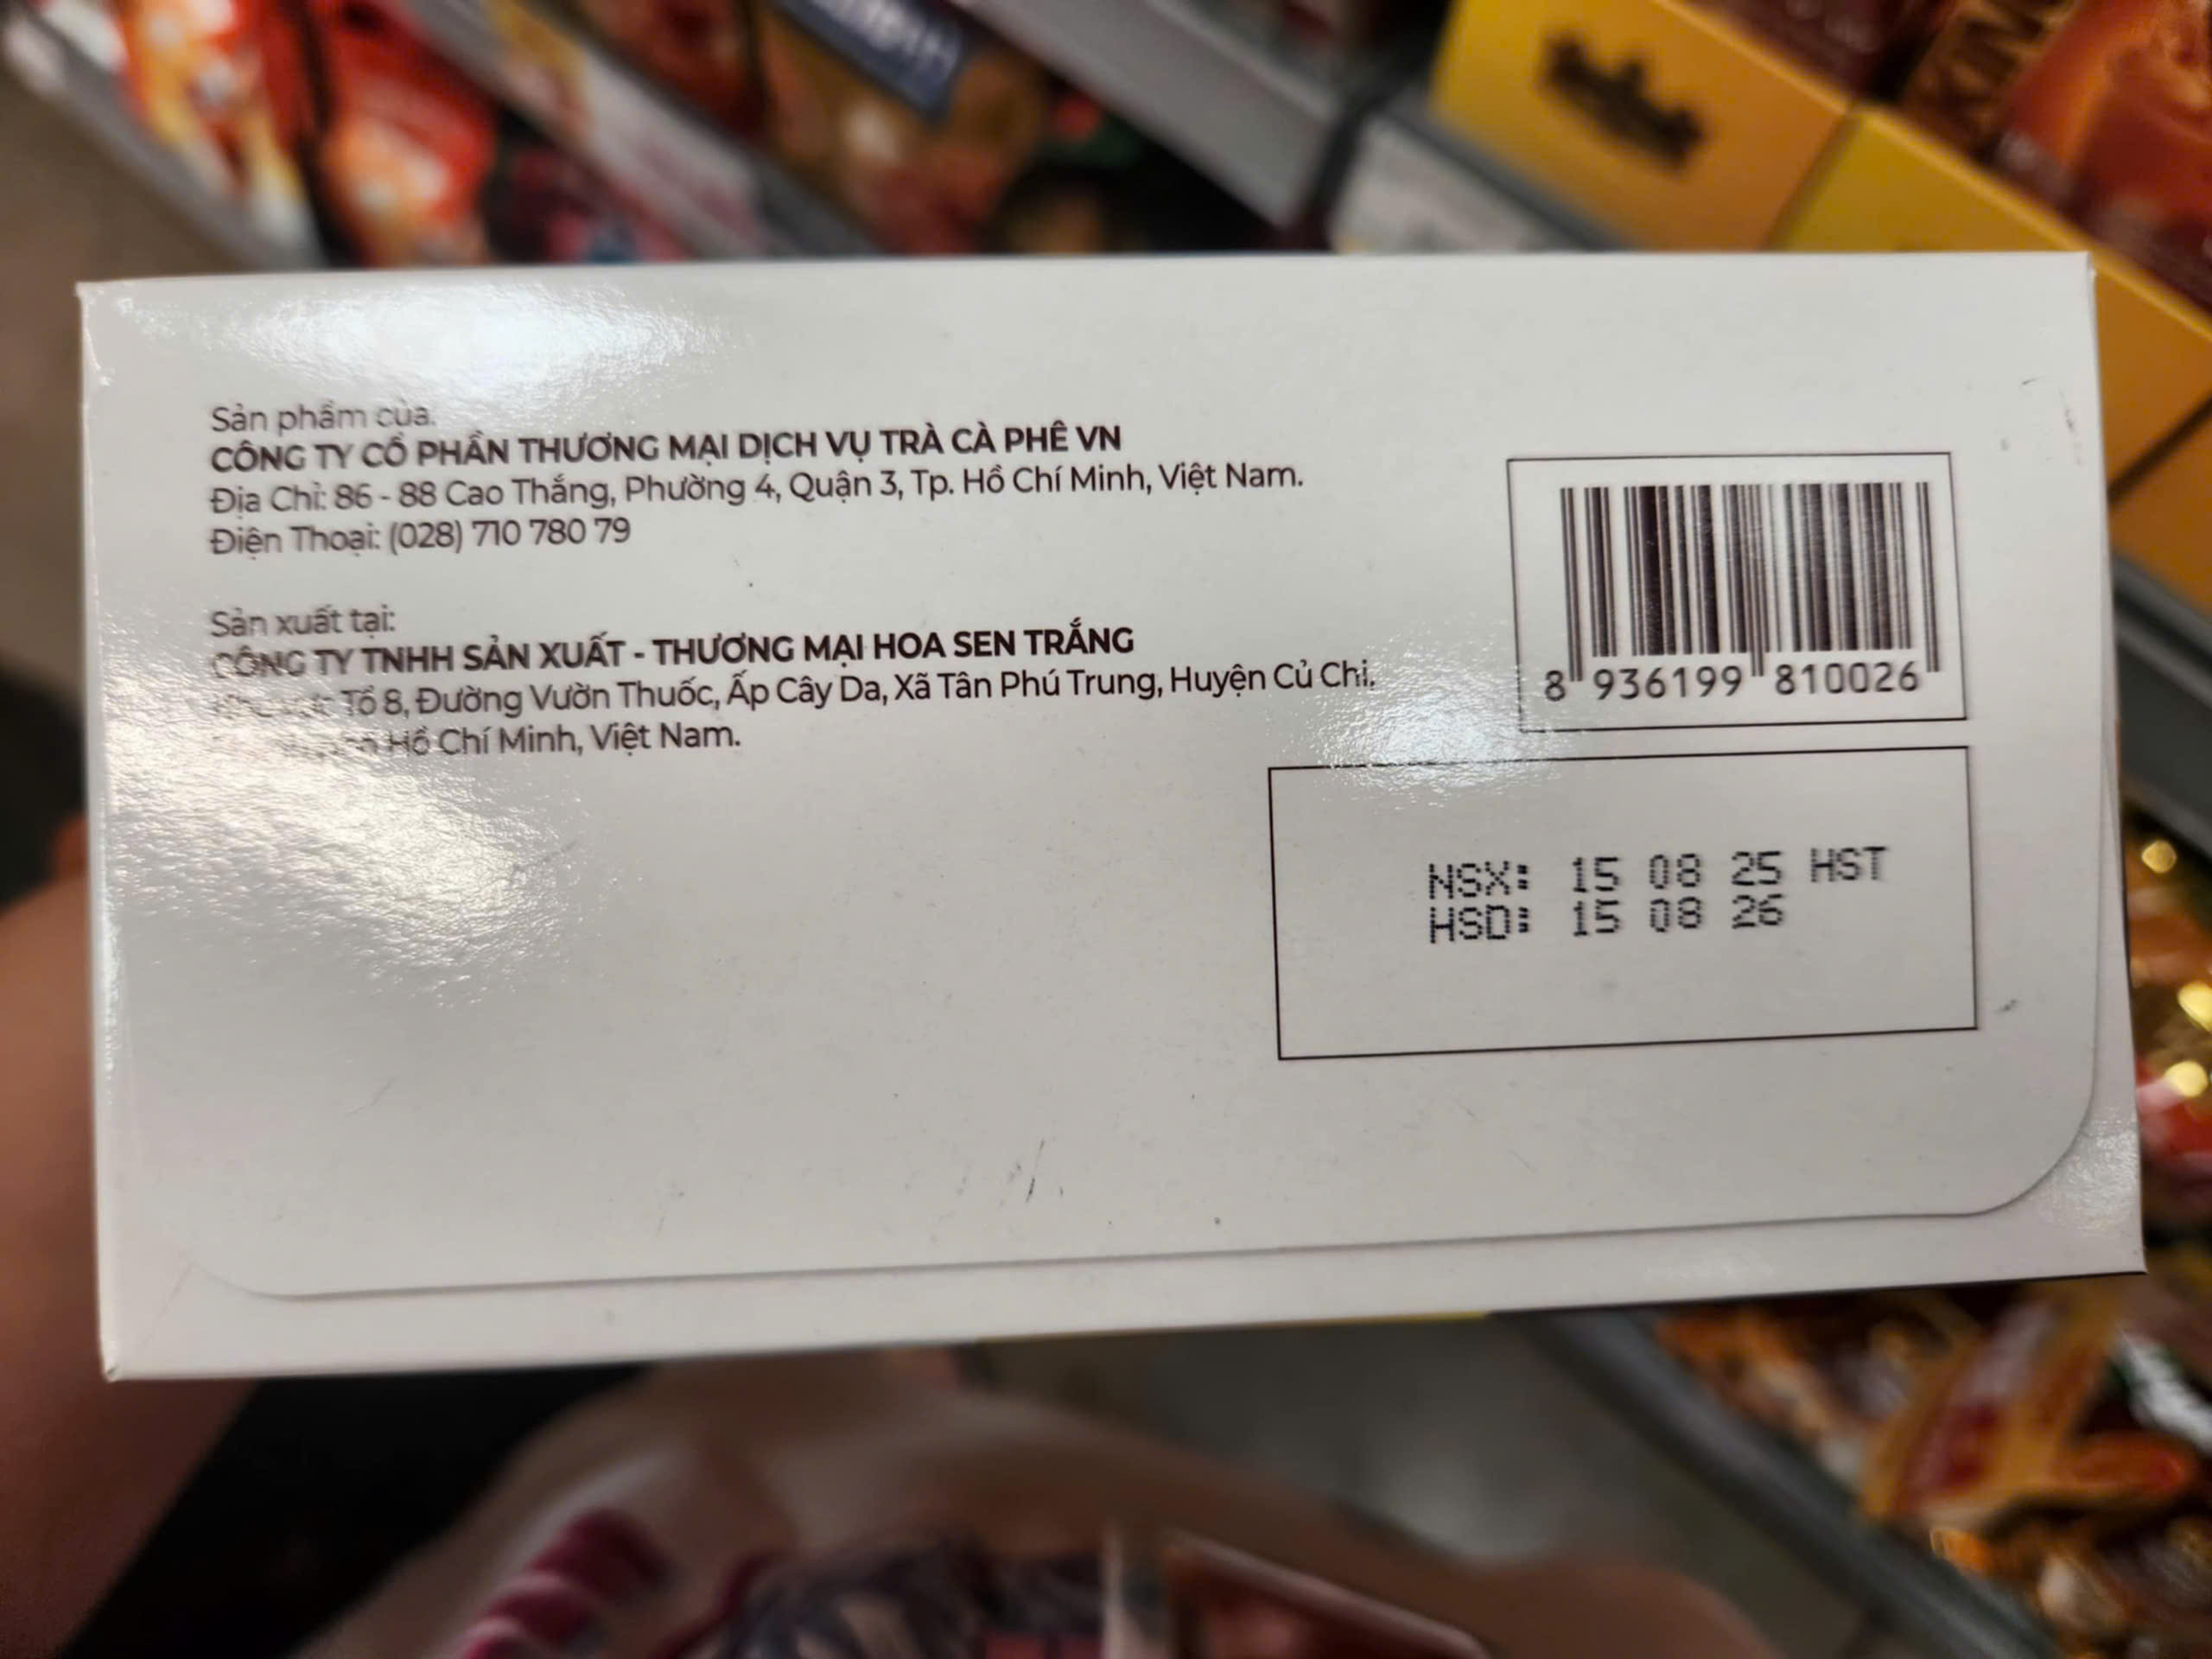 Sản phẩm của:
CÔNG TY CỔ PHẦN THƯƠNG MẠI DỊCH VỤ TRÀ CÀ PHÊ VN
Địa Chỉ: 86 - 88 Cao Thắng, Phường 4, Quận 3, Tp. Hồ Chí Minh, Việt Nam.
Điện Thoại: (028) 710 780 79
Sản xuất tại:
CÔNG TY TNHH SẢN XUẤT - THƯƠNG MẠI HOA SEN TRẮNG
Tổ 8, Đường Vườn Thuốc, Ấp Cây Da, Xã Tân Phú Trung, Huyện Củ Chi,
Hồ Chí Minh, Việt Nam.
8 936199 810026
NSX: 15 08 25 HST
HSD: 15 08 26